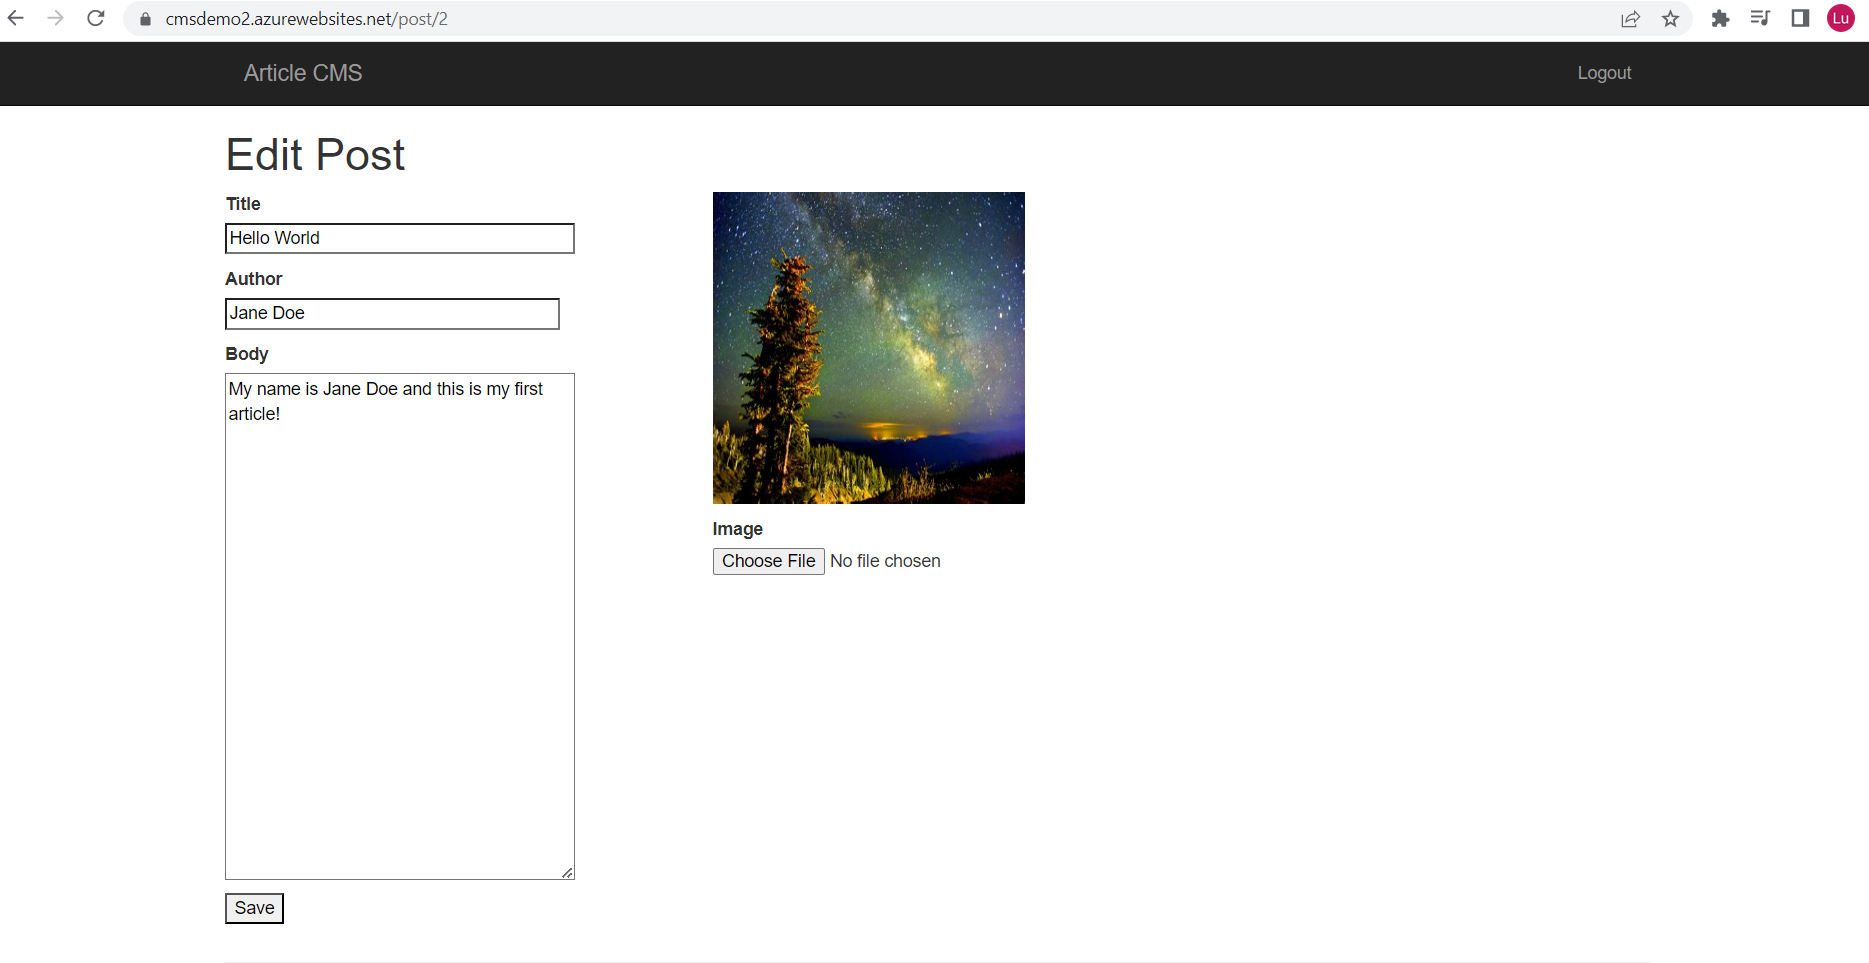 cmsdemo2.azurewebsites.net/post/2
Lu
Article CMS
Logout
Edit Post
Title
Hello World
Author
Jane Doe
Body
My name is Jane Doe and this is my first
article!
Image
Choose File No file chosen
Save